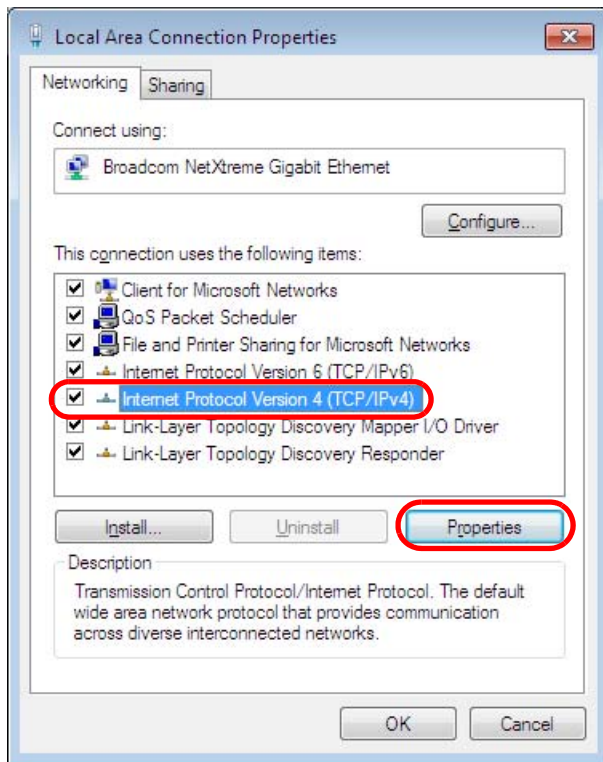 Local Area Connection Properties
Networking
Sharing
Connect using:
Broadcom NetXtreme Gigabit Ethernet
Configure...
This connection uses the following items:
Client for Microsoft Networks
QoS Packet Scheduler
File and Printer Sharing for Microsoft Networks
Internet Protocol Version 6 (TCP/IPv6)
Internet Protocol Version 4 (TCP/IPv4)
Link-Layer Topology Discovery Mapper I/O Driver
Link-Layer Topology Discovery Responder
Install...
Uninstall
Properties
Description
Transmission Control Protocol/Internet Protocol. The default
wide area network protocol that provides communication
across diverse interconnected networks.
OK
Cancel